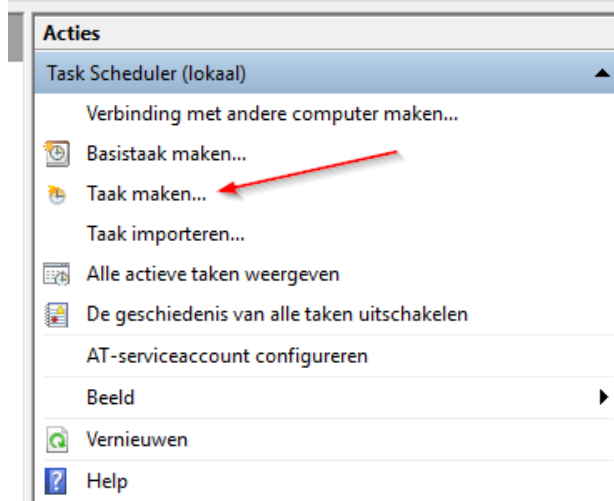 Acties
Task Scheduler (lokaal)
Verbinding met andere computer maken...
Basistaak maken...
Taak maken...
Taak importeren...
Alle actieve taken weergeven
De geschiedenis van alle taken uitschakelen
AT-serviceaccount configureren
Beeld
Vernieuwen
Help